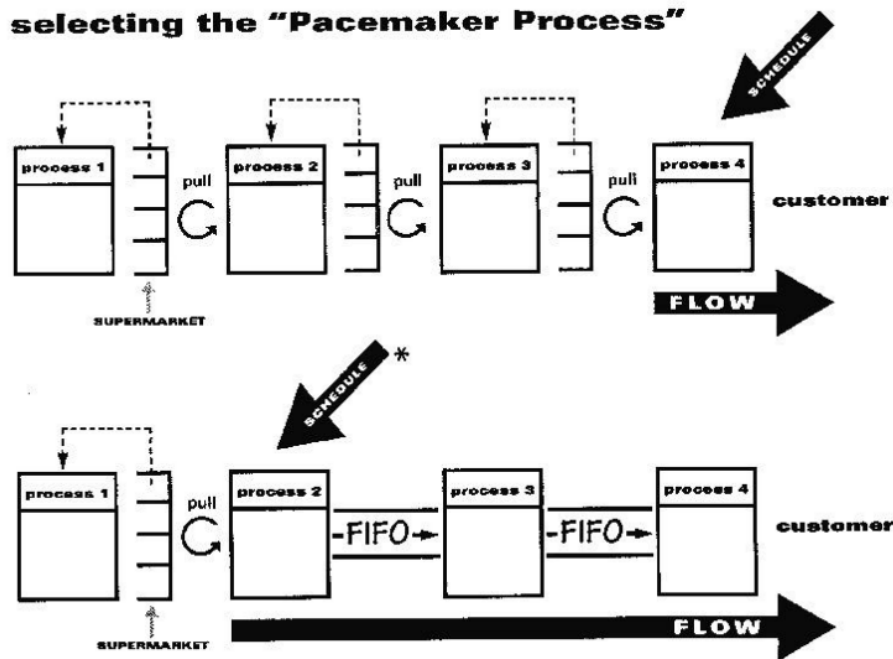 selecting the "Pacemaker Process"
SCHEDULE
process 1
pull
process 2
pull
process 3
pull
process 4
customer
FLOW
SUPERMARKET
SCHEDULE *
process 1
pull
process 2
FIFO
process 3
FIFO
process 4
customer
FLOW
SUPERMARKET